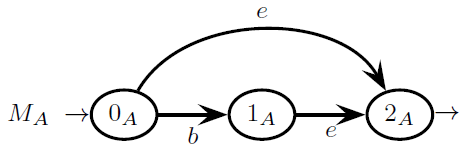 e
M_A → 0_A 1_A 2_A →
b e